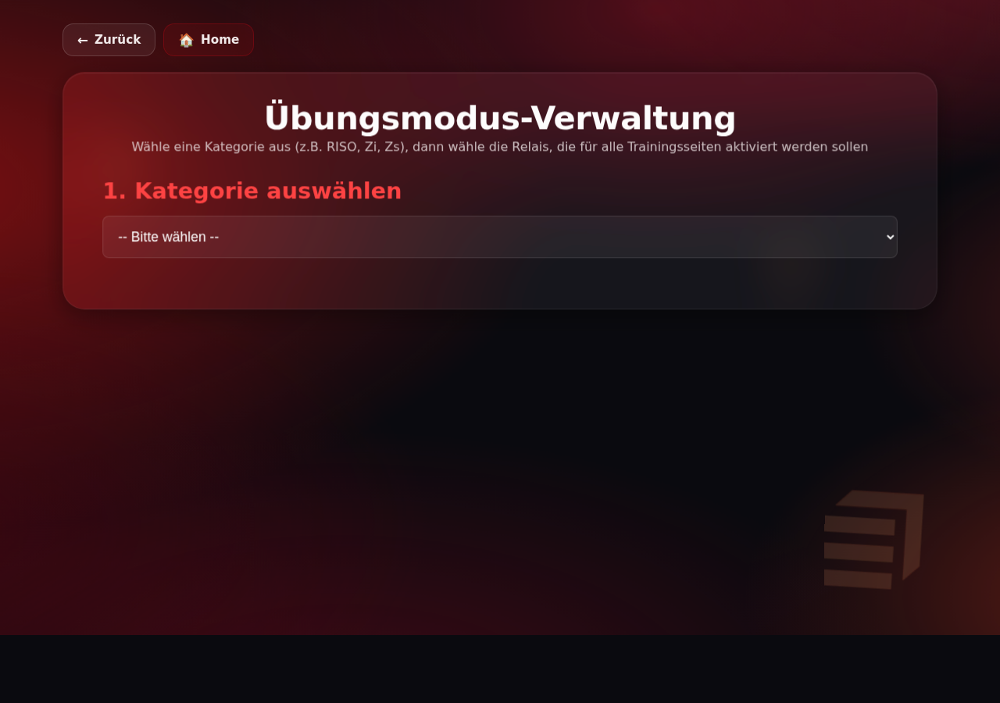 ← Zurück
🏠 Home
Übungsmodus-Verwaltung
Wähle eine Kategorie aus (z.B. RISO, Zi, Zs), dann wähle die Relais, die für alle Trainingsseiten aktiviert werden sollen
1. Kategorie auswählen
-- Bitte wählen --